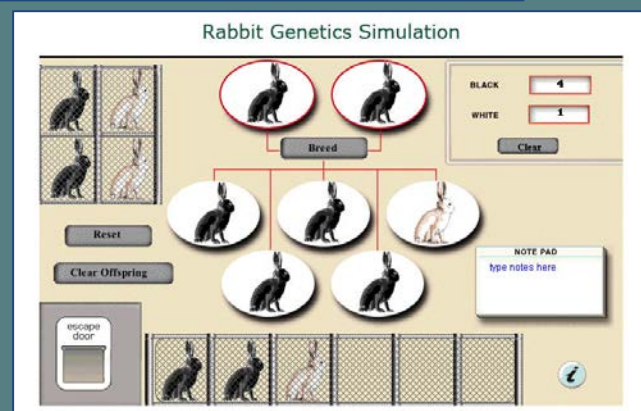 Rabbit Genetics Simulation
BLACK 4
WHITE 1
Clear
Breed
Reset
Clear Offspring
NOTE PAD
type notes here
escape
door
i